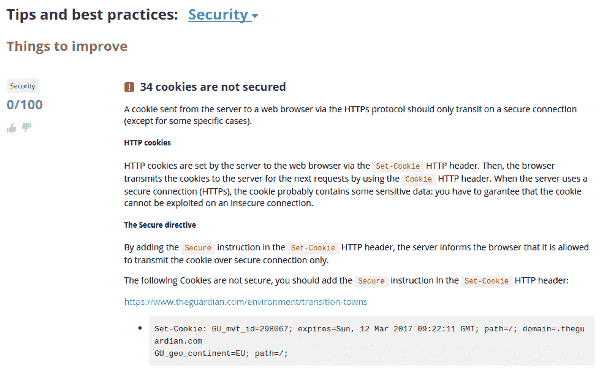 Tips and best practices: Security
Things to improve
Security
0/100
! 34 cookies are not secured
A cookie sent from the server to a web browser via the HTTPs protocol should only transit on a secure connection
(except for some specific cases).
HTTP cookies
HTTP cookies are set by the server to the web browser via the Set-Cookie HTTP header. Then, the browser
transmits the cookies to the server for the next requests by using the Cookie HTTP header. When the server uses a
secure connection (HTTPs), the cookie probably contains some sensitive data: you have to garantee that the cookie
cannot be exploited on an insecure connection.
The Secure directive
By adding the Secure instruction in the Set-Cookie HTTP header, the server informs the browser that it is allowed
to transmit the cookie over secure connection only.
The following Cookies are not secure, you should add the Secure instruction in the Set-Cookie HTTP header:
https://www.theguardian.com/environment/transition-towns
Set-Cookie: GU_mvt_id=298067; expires=Sun, 12 Mar 2017 09:22:11 GMT; path=/; domain=.thegu
ardian.com
GU_geo_continent=EU; path=/;